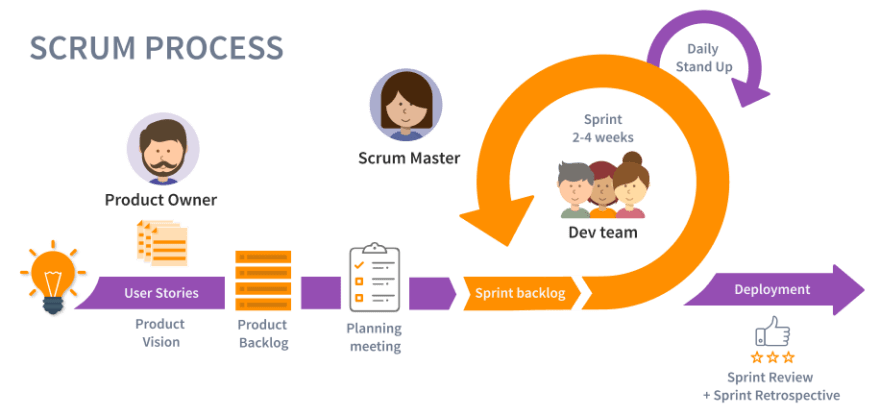 SCRUM PROCESS
Daily
Stand Up
Sprint
2-4 weeks
Scrum Master
Product Owner
Dev team
User Stories
Sprint backlog
Deployment
Product
Vision
Product
Backlog
Planning
meeting
Sprint Review
+ Sprint Retrospective